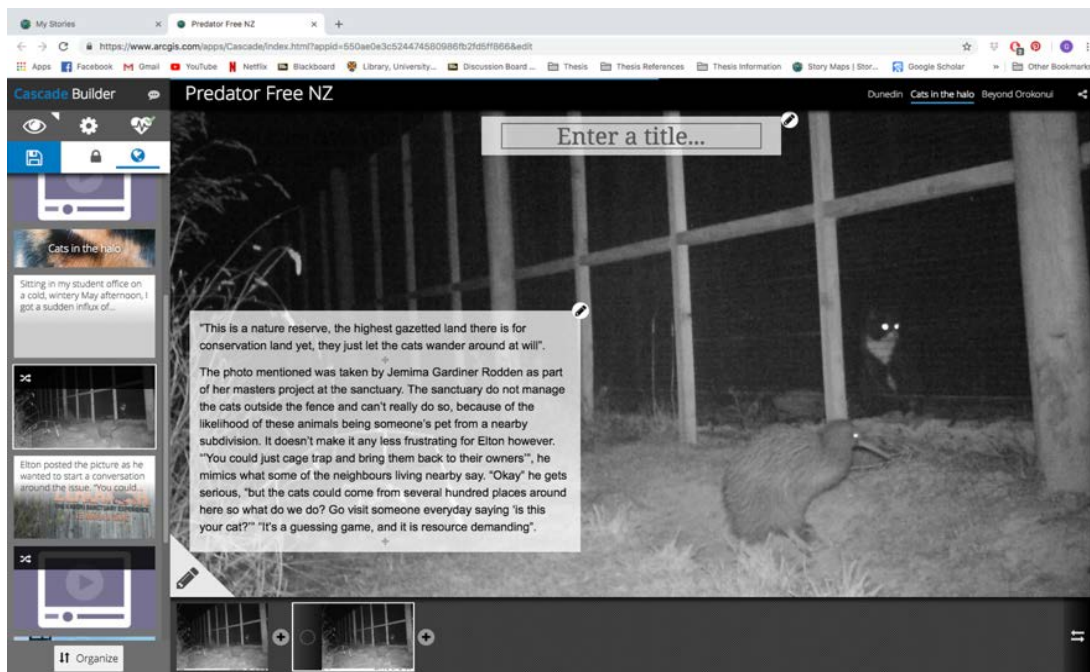 My Stories
Predator Free NZ
https://www.arcgis.com/apps/Cascade/index.html?appid=550ae0e3c524474580986fb2fd5ff866&edit
Apps
Facebook
Gmail
YouTube
Netflix
Blackboard
Library, University...
Discussion Board ...
Thesis
Thesis References
Thesis Information
Story Maps | Stor...
Google Scholar
»
Other Bookmarks
Cascade Builder
Predator Free NZ
Dunedin
Cats in the halo
Beyond Orokonui
Enter a title...
Cats in the halo
Sitting in my student office on
a cold, wintery May afternoon, I
got a sudden influx of...
"This is a nature reserve, the highest gazetted land there is for
conservation land yet, they just let the cats wander around at will".
The photo mentioned was taken by Jemima Gardiner Rodden as part
of her masters project at the sanctuary. The sanctuary do not manage
the cats outside the fence and can't really do so, because of the
likelihood of these animals being someone's pet from a nearby
subdivision. It doesn't make it any less frustrating for Elton however.
"'You could just cage trap and bring them back to their owners'", he
mimics what some of the neighbours living nearby say. "Okay" he gets
serious, "but the cats could come from several hundred places around
here so what do we do? Go visit someone everyday saying 'is this
your cat?'" "It's a guessing game, and it is resource demanding".
Elton posted the picture as he
wanted to start a conversation
around the issue. "You could...
Organize